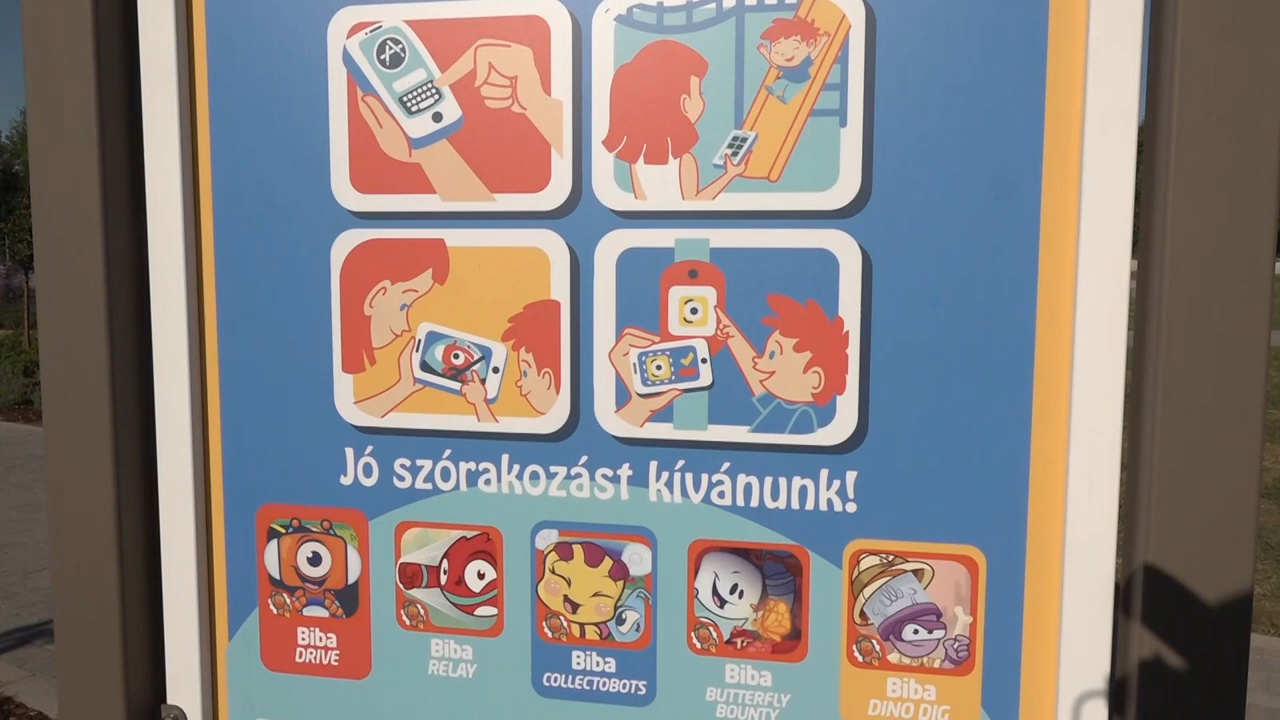 Jó szórakozást kívánunk!
Biba
DRIVE
Biba
RELAY
Biba
COLLECTOBOTS
Biba
BUTTERFLY
BOUNTY
Biba
DINO DIG